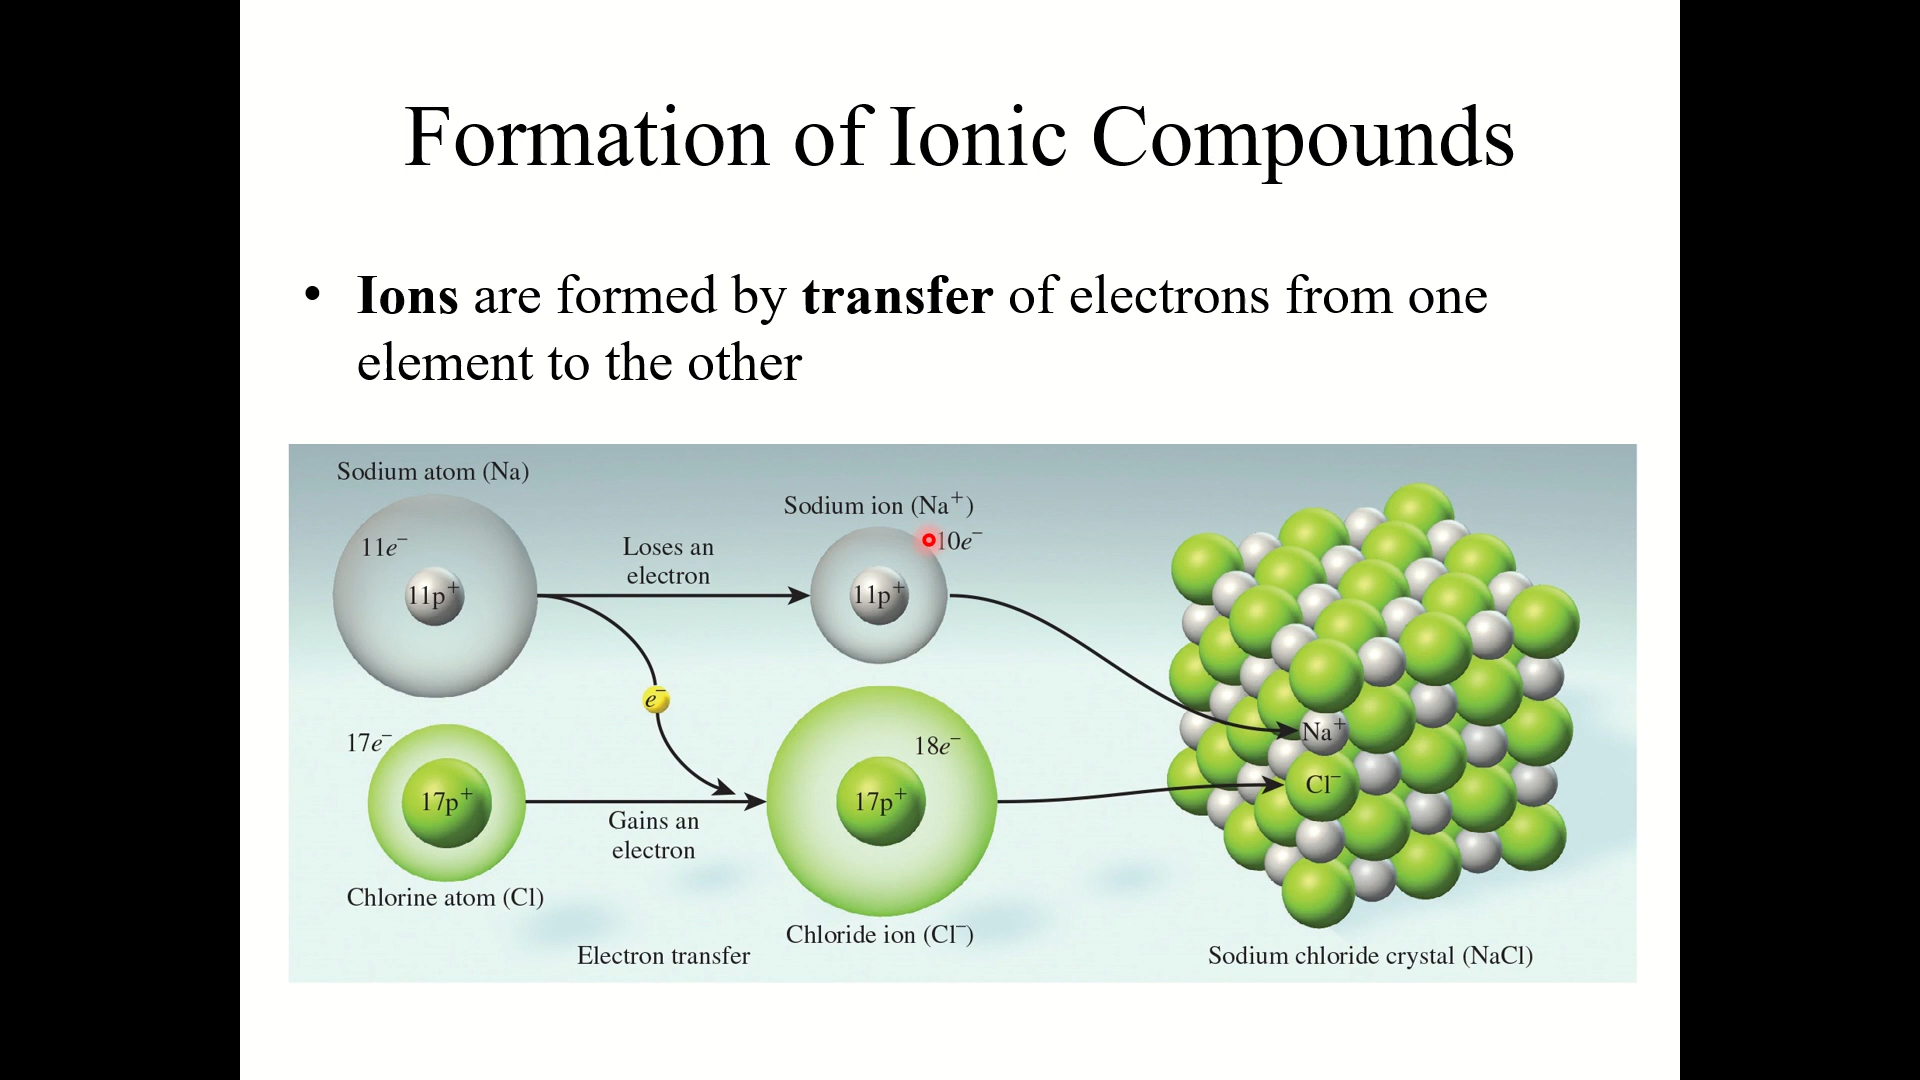 Formation of Ionic Compounds
• Ions are formed by transfer of electrons from one
element to the other
Sodium atom (Na)
11e⁻
11p⁺
Loses an
electron
Sodium ion (Na⁺)
10e⁻
11p⁺
e⁻
17e⁻
17p⁺
Chlorine atom (Cl)
Gains an
electron
18e⁻
17p⁺
Chloride ion (Cl⁻)
Electron transfer
Na⁺
Cl⁻
Sodium chloride crystal (NaCl)